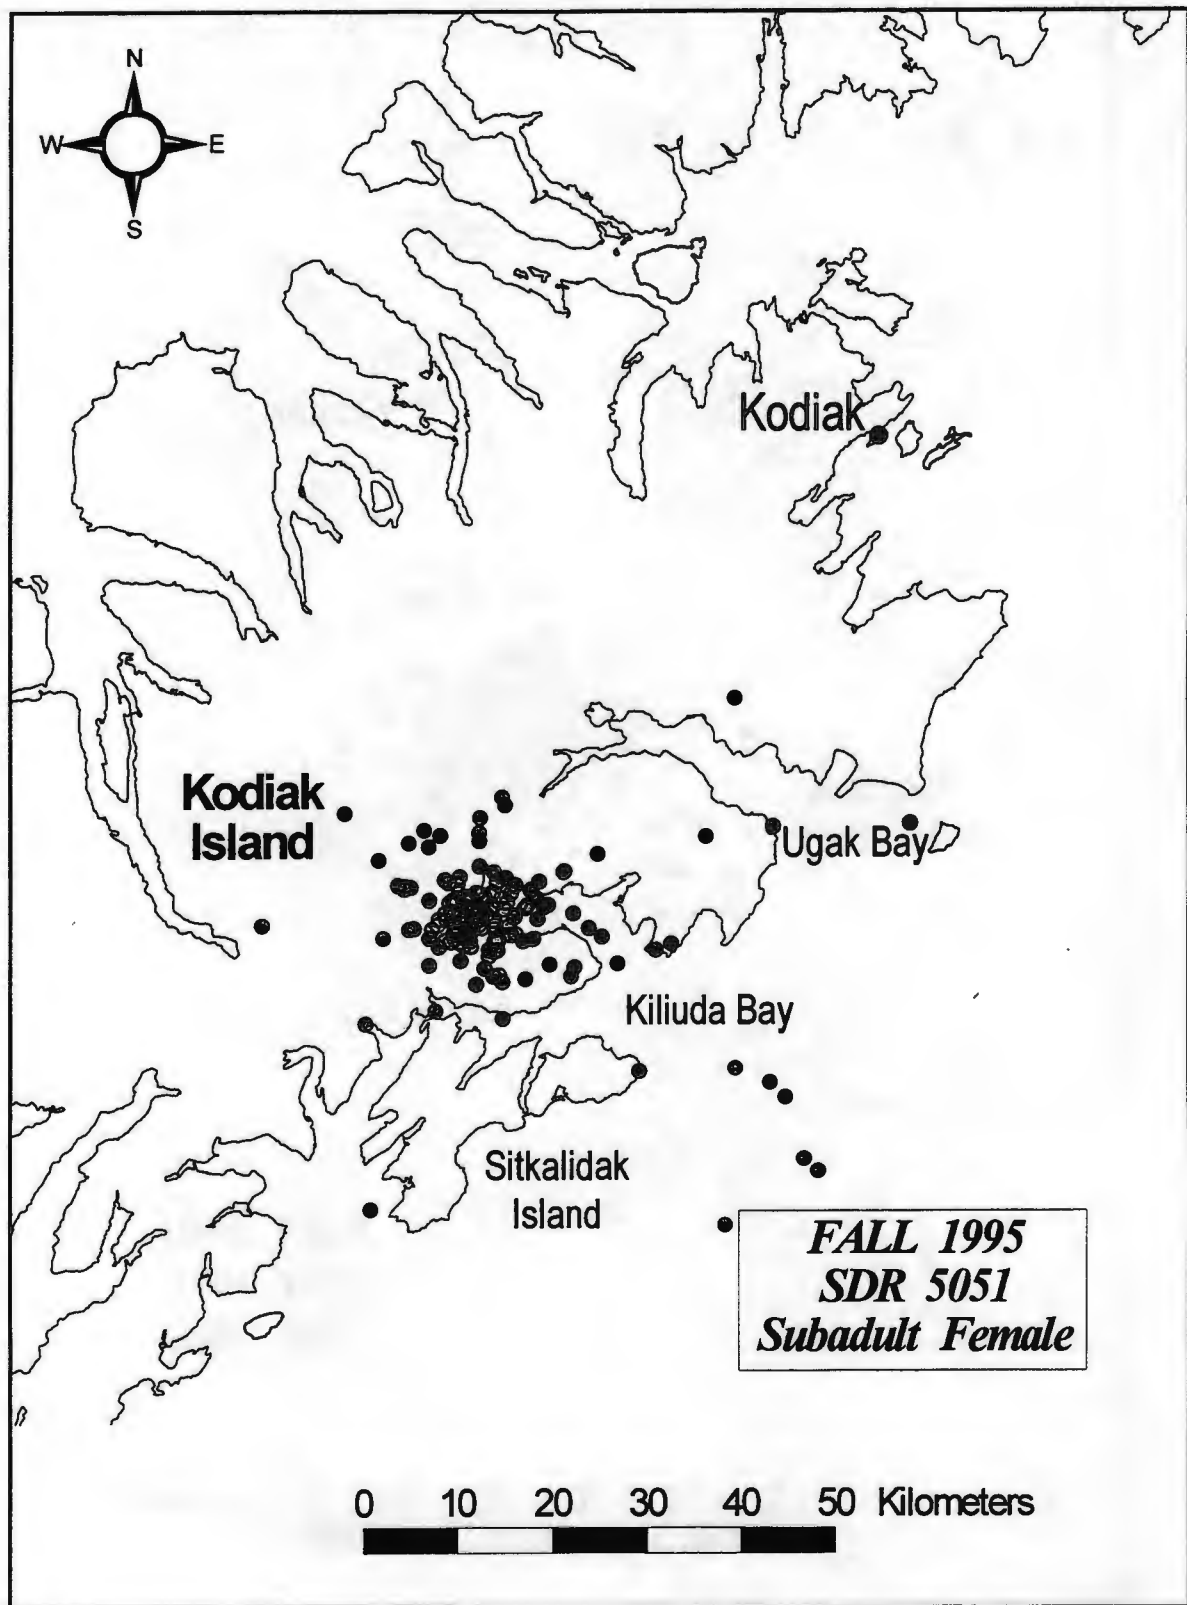 N
W E
S
Kodiak
Kodiak
Island
Ugak Bay
Kiliuda Bay
Sitkalidak
Island
FALL 1995
SDR 5051
Subadult Female
0 10 20 30 40 50 Kilometers